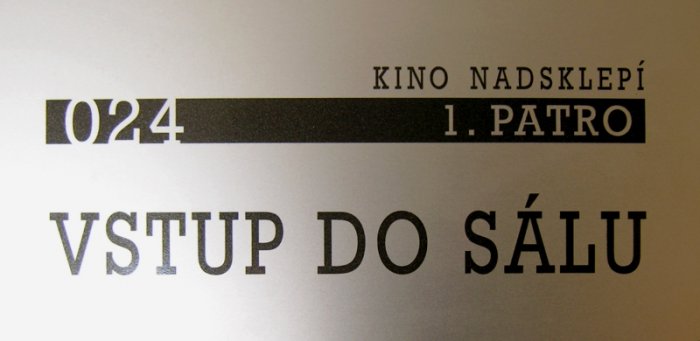 KINO NADSKLEPÍ
024 1. PATRO
VSTUP DO SÁLU